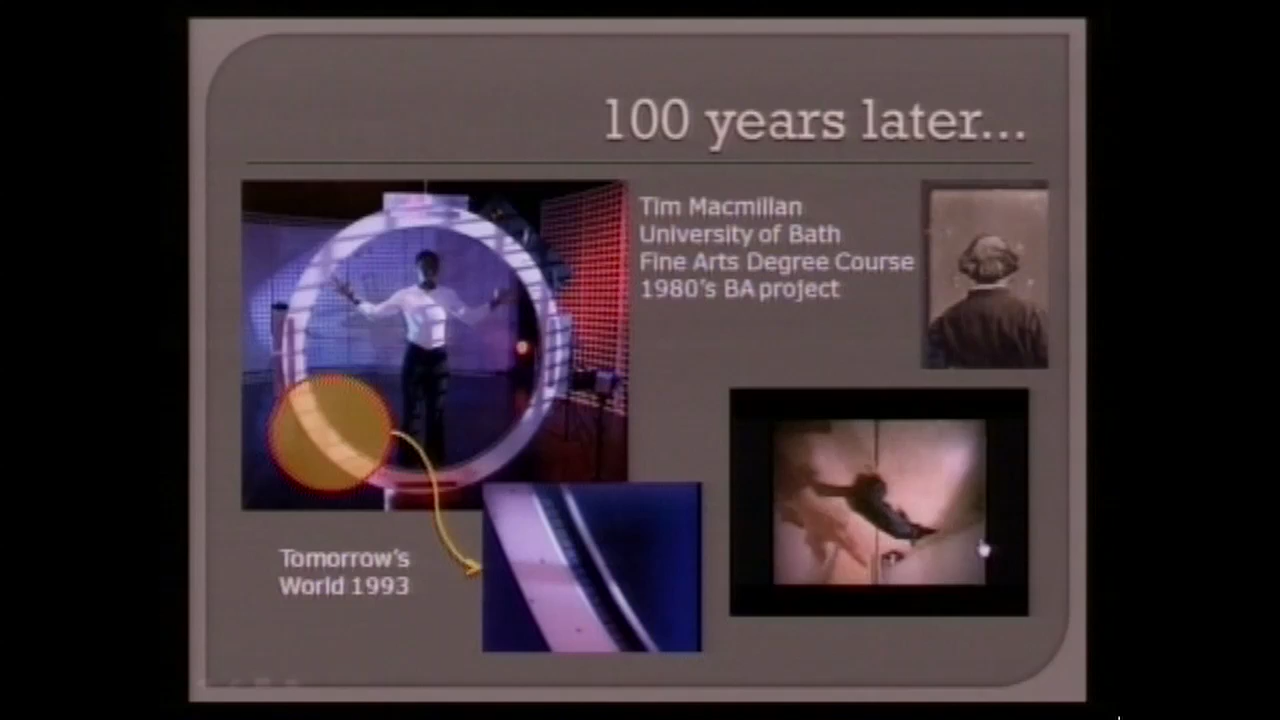 100 years later...
Tim Macmillan
University of Bath
Fine Arts Degree Course
1980's BA project
Tomorrow's
World 1993